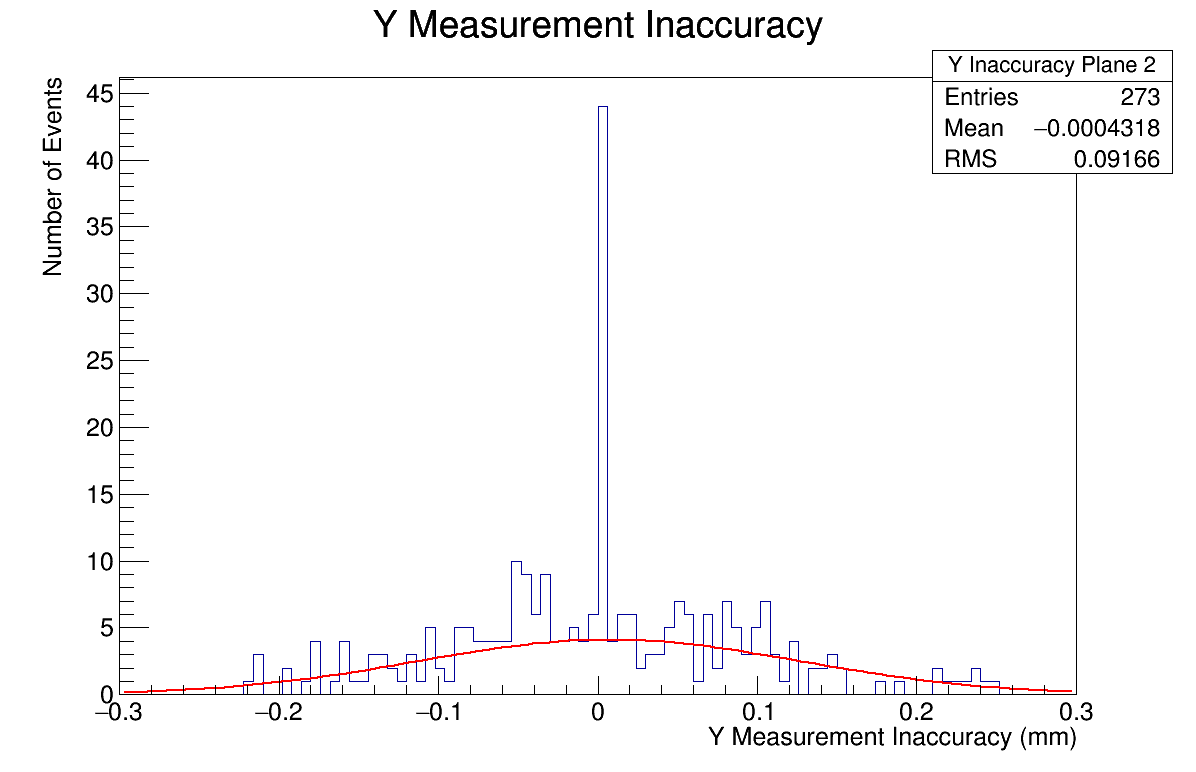 Y Measurement Inaccuracy
Y Inaccuracy Plane 2
Entries 273
Mean −0.0004318
RMS 0.09166
Number of Events
45
40
35
30
25
20
15
10
5
0
−0.3 −0.2 −0.1 0 0.1 0.2 0.3
Y Measurement Inaccuracy (mm)